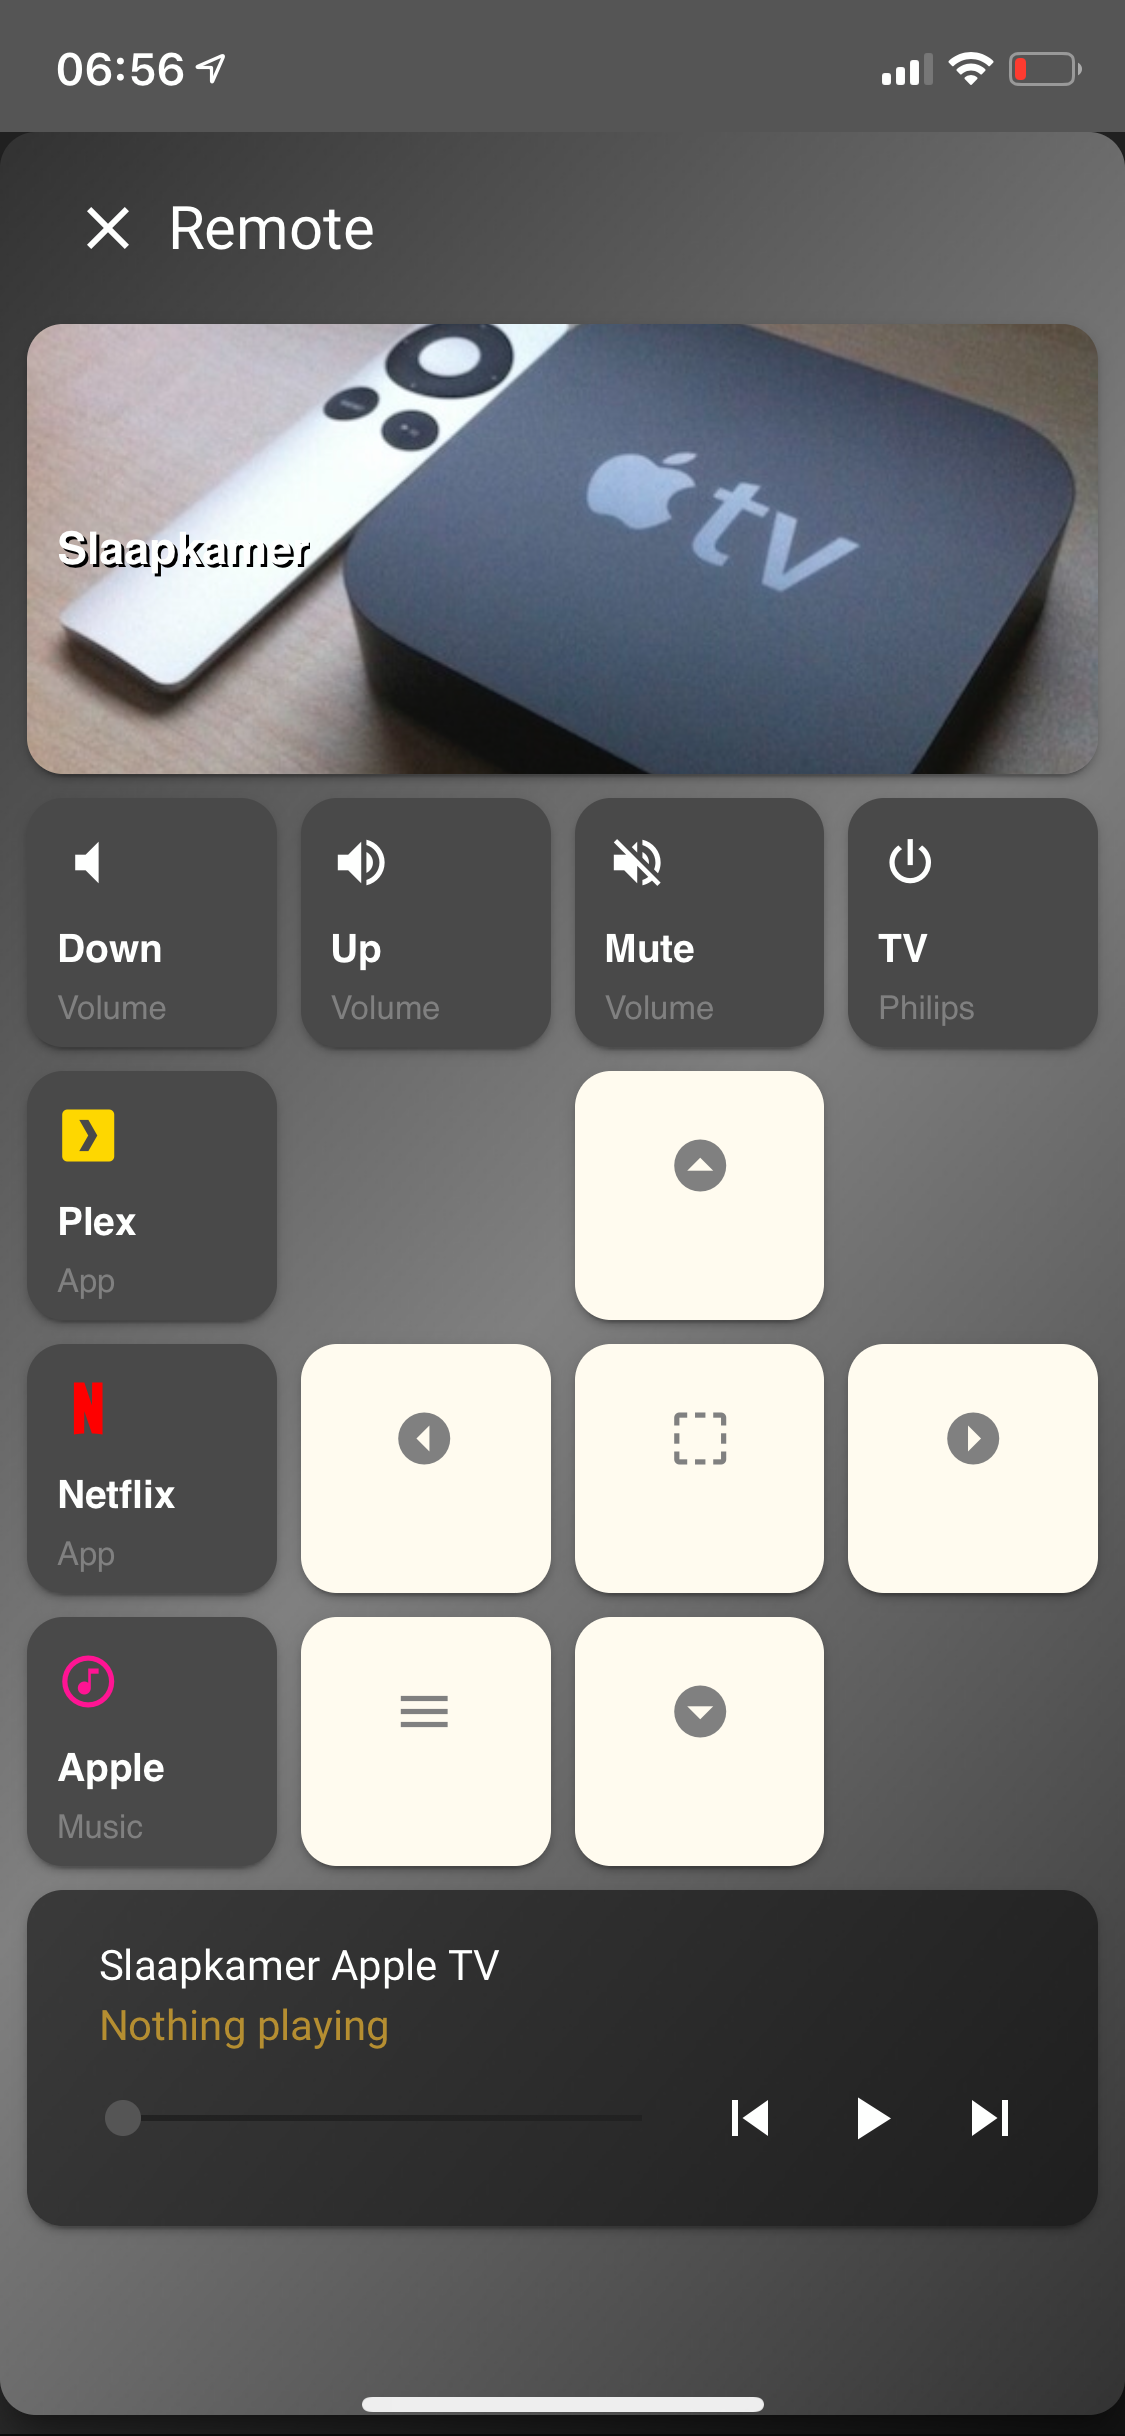 06:56
Remote
tv
Slaapkamer
Down
Volume
Up
Volume
Mute
Volume
TV
Philips
Plex
App
Netflix
App
Apple
Music
Slaapkamer Apple TV
Nothing playing